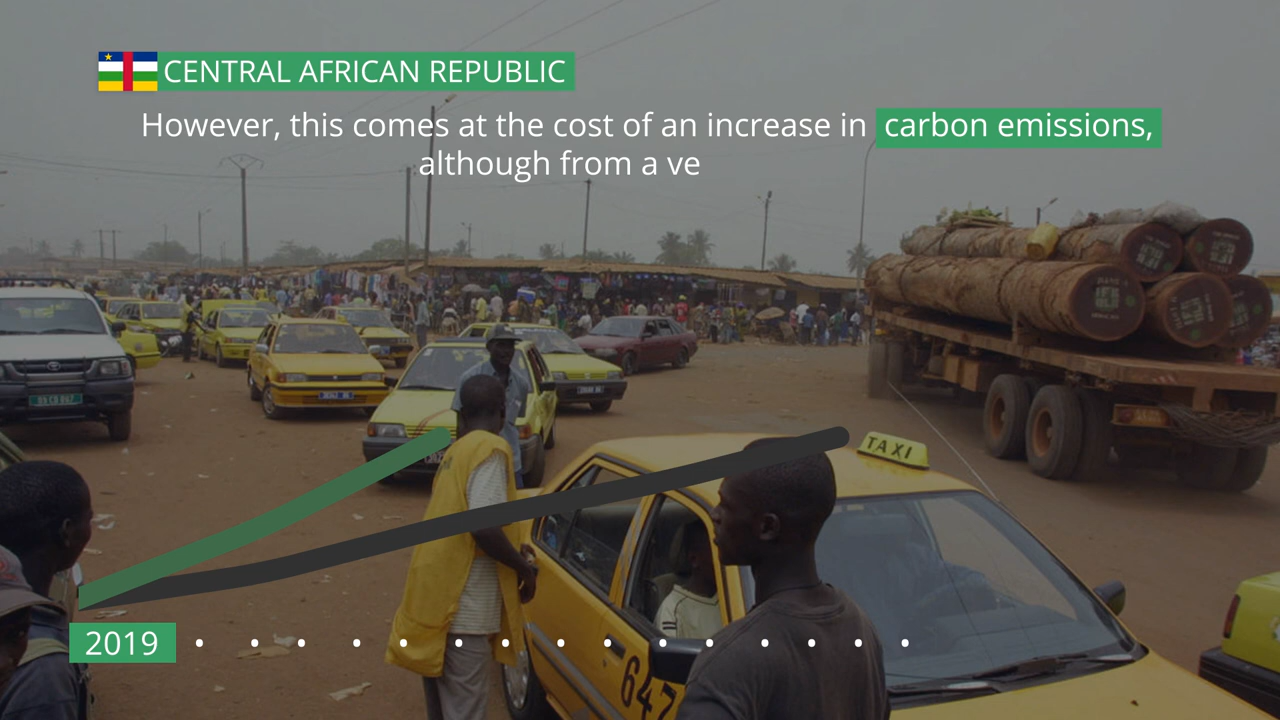 CENTRAL AFRICAN REPUBLIC
However, this comes at the cost of an increase in carbon emissions,
although from a ve
TAXI
647
2019